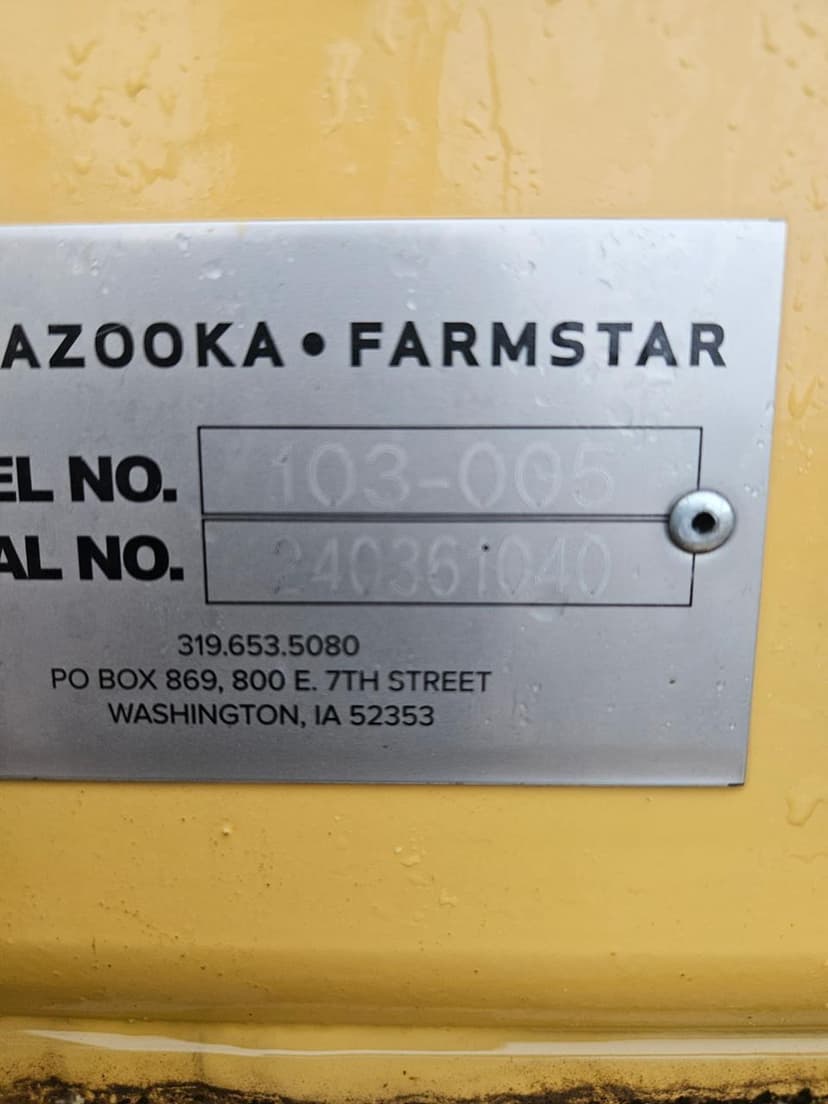 AZOOKA • FARMSTAR
EL NO. 103-005
AL NO. 240361040
319.653.5080
PO BOX 869, 800 E. 7TH STREET
WASHINGTON, IA 52353